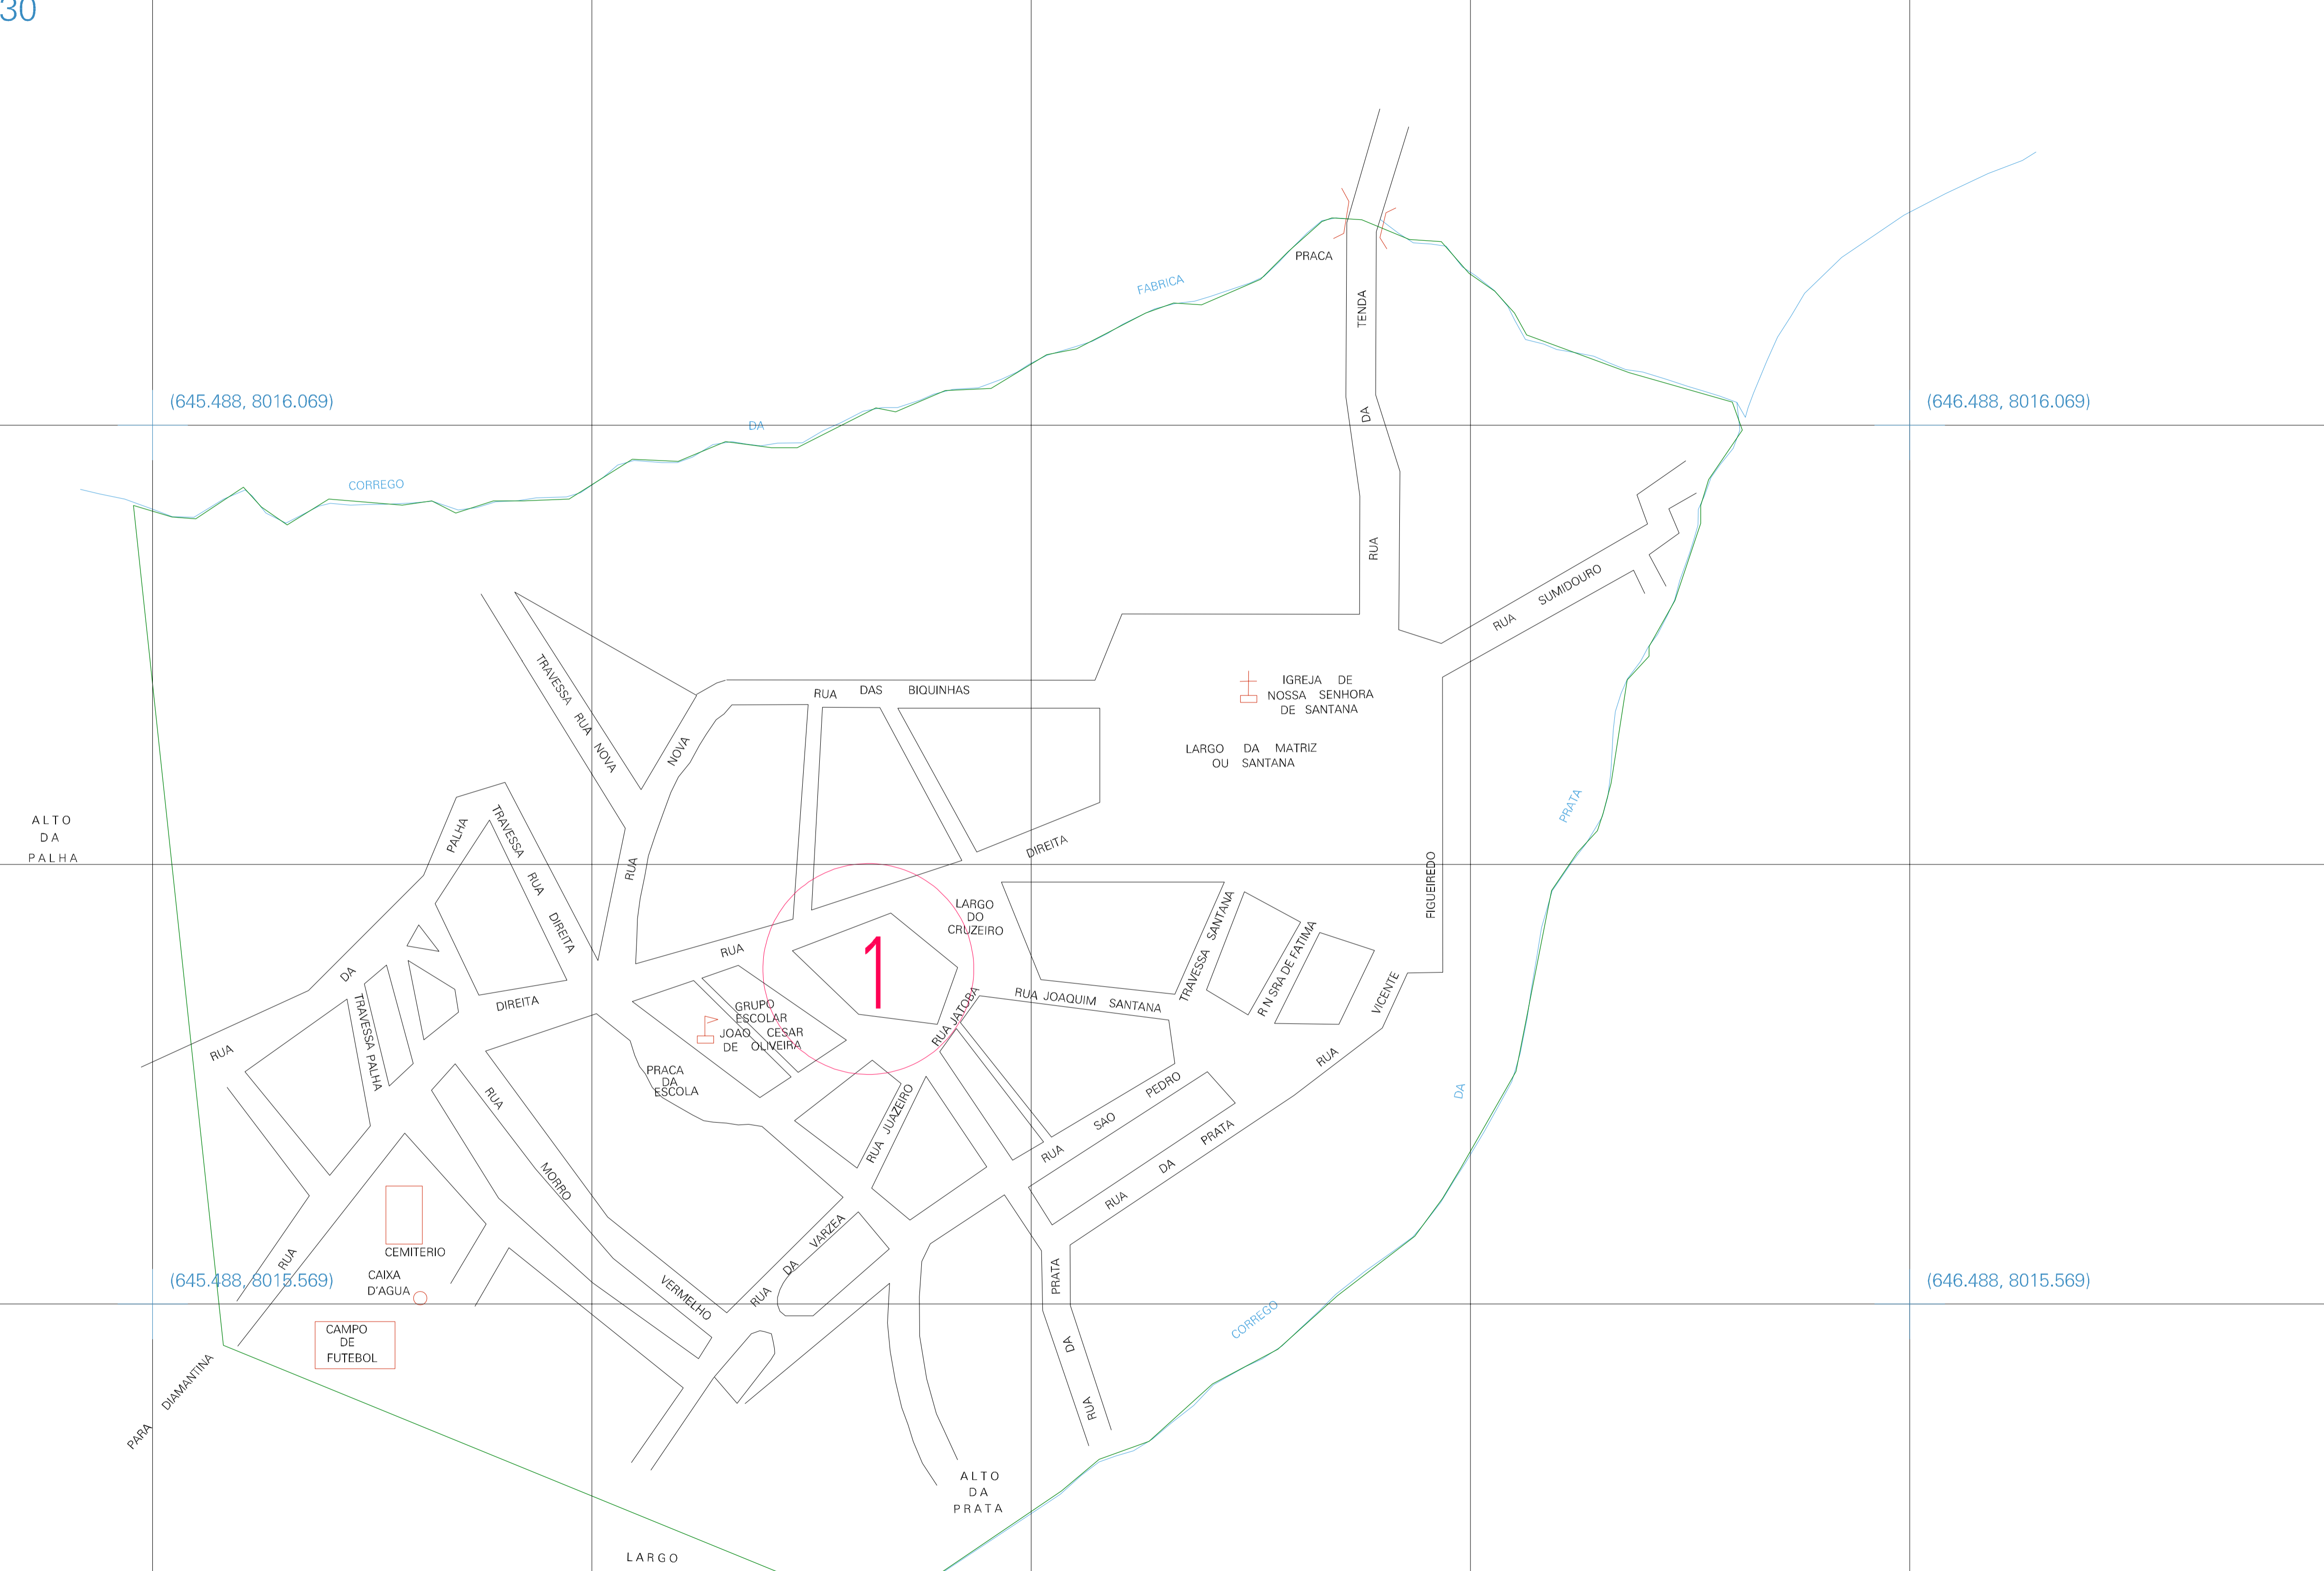 30
PRACA
FABRICA
TENDA
(645.488, 8016.069)
(646.488, 8016.069)
DA
DA
CORREGO
RUA
RUA SUMIDOURO
TRAVESSA RUA NOVA
RUA DAS BIQUINHAS
IGREJA DE
NOSSA SENHORA
DE SANTANA
NOVA
LARGO DA MATRIZ
OU SANTANA
PRATA
ALTO
DA
PALHA
PALHA
TRAVESSA RUA DIREITA
DIREITA
RUA
FIGUEIREDO
LARGO
DO
CRUZEIRO
TRAVESSA SANTANA
R N SRA DE FATIMA
1
RUA
DA
DIREITA
TRAVESSA PALHA
RUA
GRUPO
ESCOLAR
JOAO CESAR
DE OLIVEIRA
RUA JATOBA
RUA JOAQUIM SANTANA
VICENTE
RUA
PRACA
DA
ESCOLA
RUA
MORRO
VERMELHO
RUA JUAZEIRO
RUA SAO PEDRO
RUA DA PRATA
DA
CEMITERIO
RUA
CAIXA
D'AGUA
RUA DA VARZEA
(645.488, 8015.569)
(646.488, 8015.569)
CORREGO
CAMPO
DE
FUTEBOL
RUA DA PRATA
PARA DIAMANTINA
ALTO
DA
PRATA
LARGO